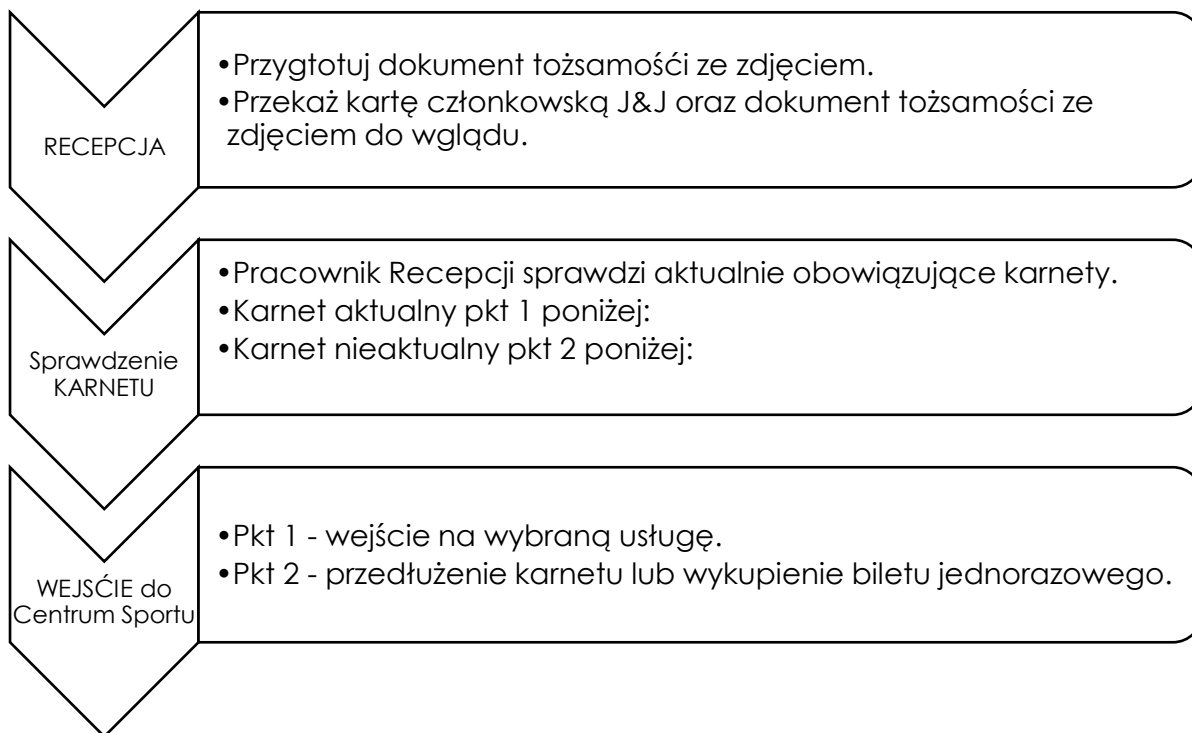 RECEPCJA
•Przygtotuj dokument tożsamośći ze zdjęciem.
•Przekaż kartę członkowską J&J oraz dokument tożsamości ze
zdjęciem do wglądu.
Sprawdzenie
KARNETU
•Pracownik Recepcji sprawdzi aktualnie obowiązujące karnety.
•Karnet aktualny pkt 1 poniżej:
•Karnet nieaktualny pkt 2 poniżej:
WEJSĆIE do
Centrum Sportu
•Pkt 1 - wejście na wybraną usługę.
•Pkt 2 - przedłużenie karnetu lub wykupienie biletu jednorazowego.